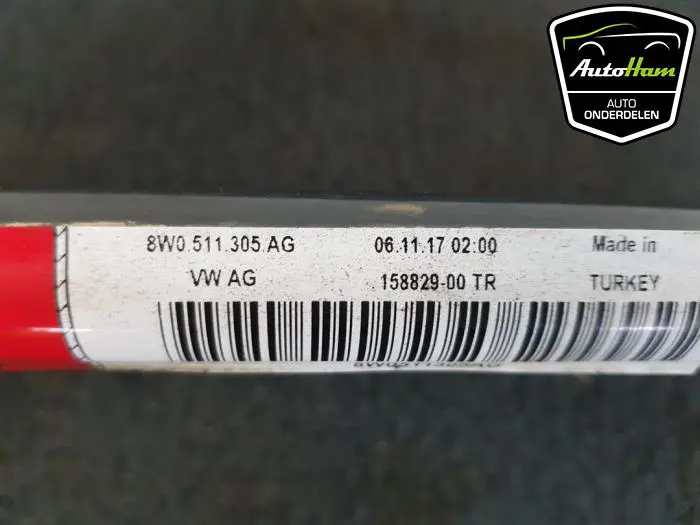 AutoHam
AUTO
ONDERDELEN
8W0.511.305.AG 06.11.17 02:00 Made in
VW AG 158829-00 TR TURKEY
8W0511305AG